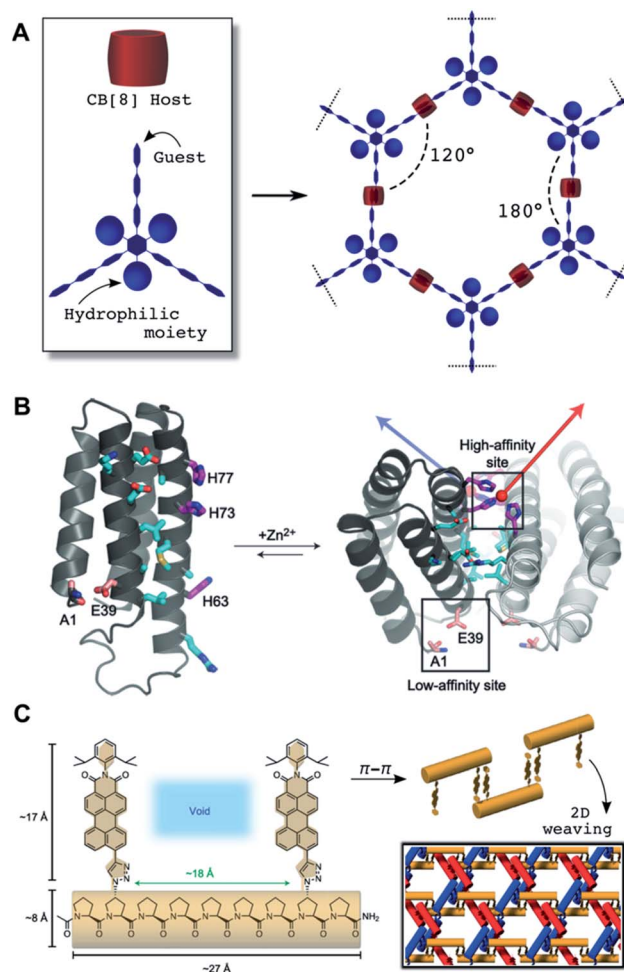 A
CB[8] Host
Guest
Hydrophilic
moiety
120°
180°
B
H77
H73
H63
E39
A1
+Zn²⁺
High-affinity
site
E39
A1
Low-affinity site
C
~17 Å
~8 Å
Void
~18 Å
~27 Å
O
N
O
N
N
N
O
N
O
N
N
N
O
N
O
N
O
N
O
N
O
N
O
N
O
N
O
N
O
NH₂
π–π
2D
weaving